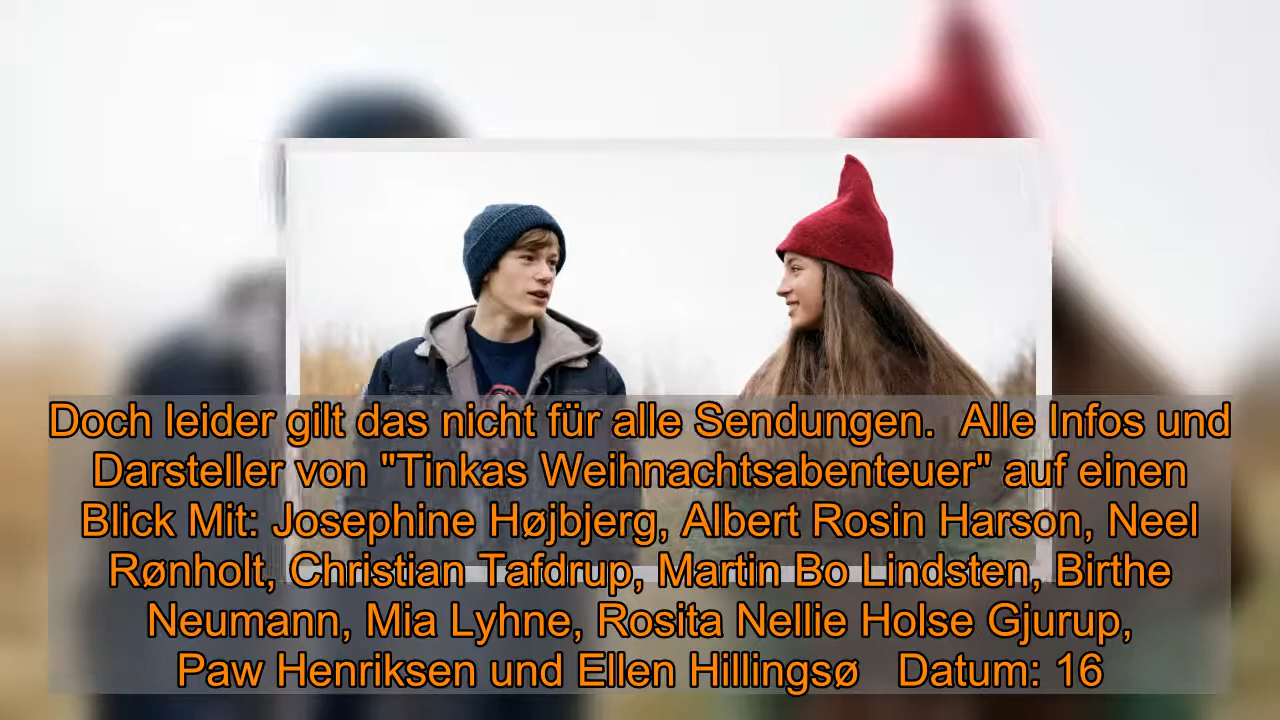 Doch leider gilt das nicht für alle Sendungen.  Alle Infos und
Darsteller von "Tinkas Weihnachtsabenteuer" auf einen
Blick Mit: Josephine Højbjerg, Albert Rosin Harson, Neel
Rønholt, Christian Tafdrup, Martin Bo Lindsten, Birthe
Neumann, Mia Lyhne, Rosita Nellie Holse Gjurup,
Paw Henriksen und Ellen Hillingsø   Datum: 16